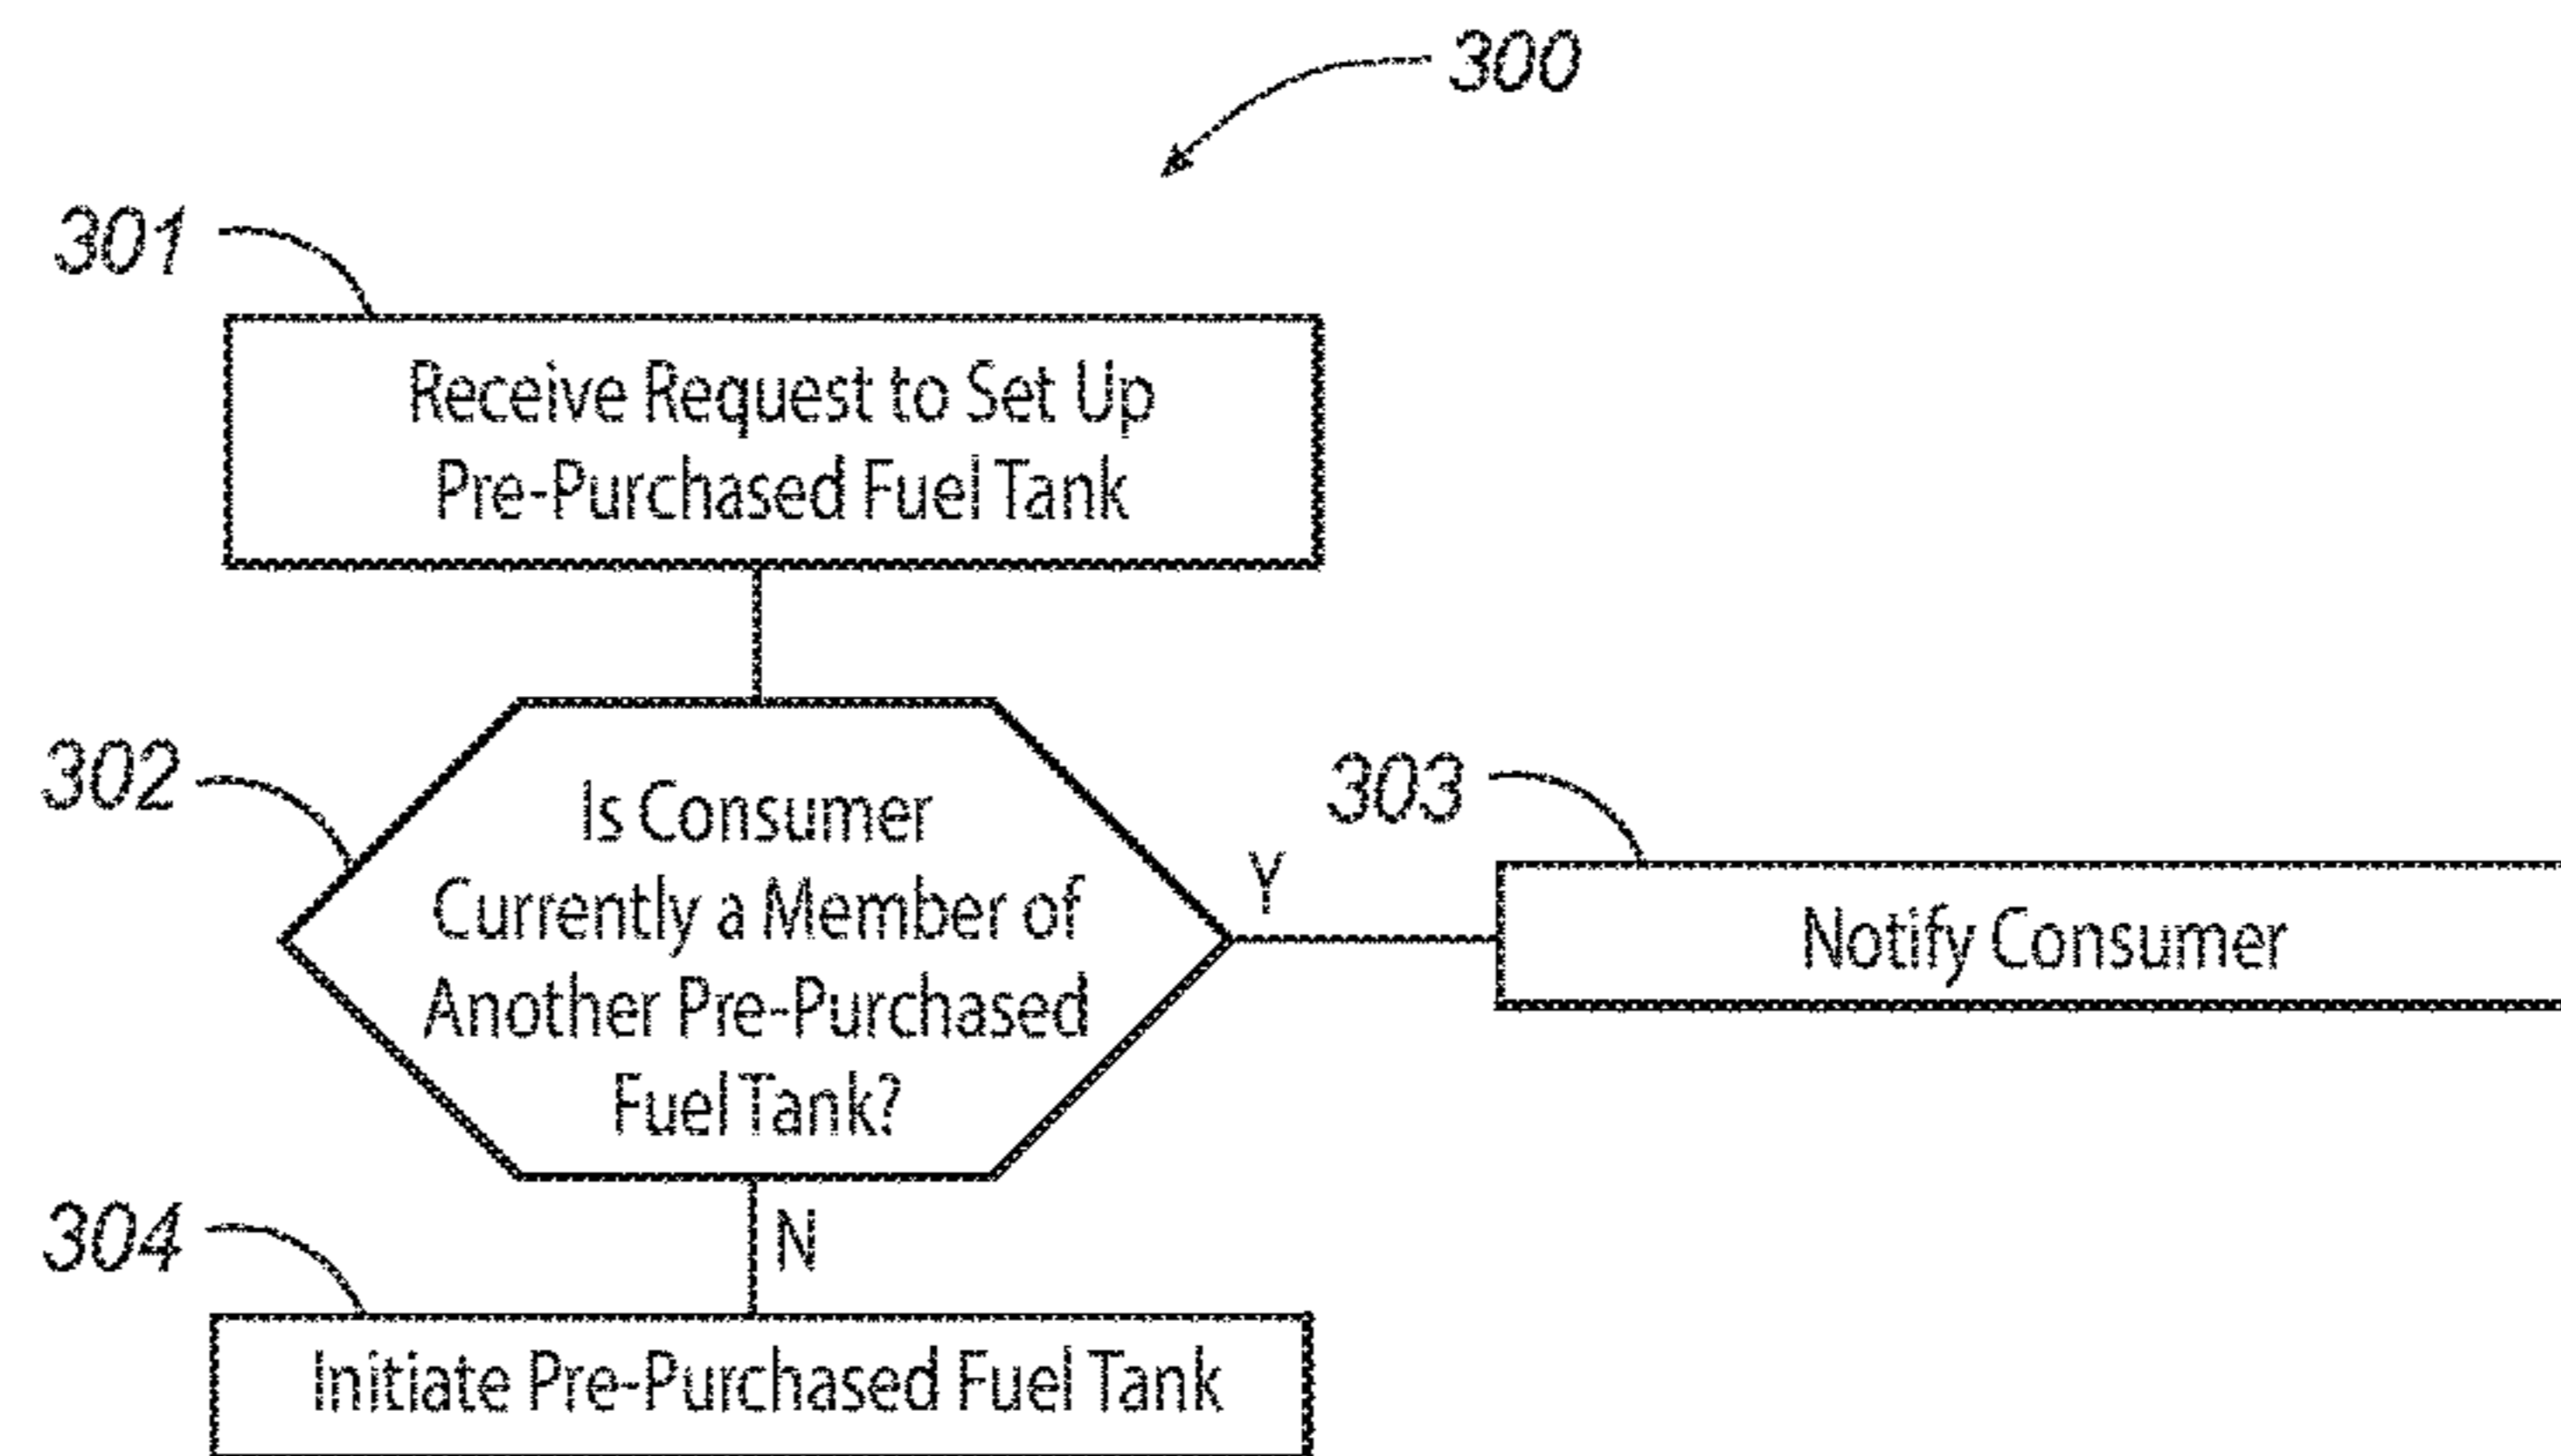 300
301
Receive Request to Set Up
Pre-Purchased Fuel Tank
302
Is Consumer
Currently a Member of
Another Pre-Purchased
Fuel Tank?
Y
303
Notify Consumer
N
304
Initiate Pre-Purchased Fuel Tank